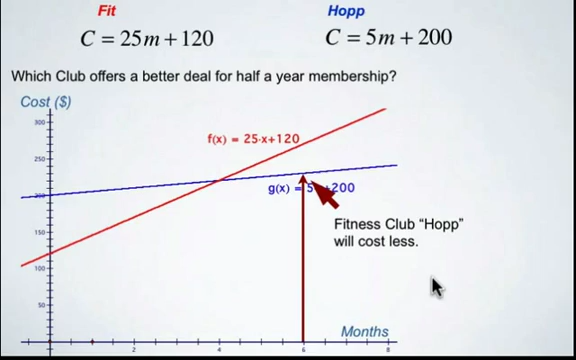 Fit
Hopp
C = 25m + 120
C = 5m + 200
Which Club offers a better deal for half a year membership?
Cost ($)
300
f(x) = 25·x+120
250
200
g(x) = 5 +200
150
Fitness Club “Hopp”
will cost less.
100
50
Months
2
4
6
8